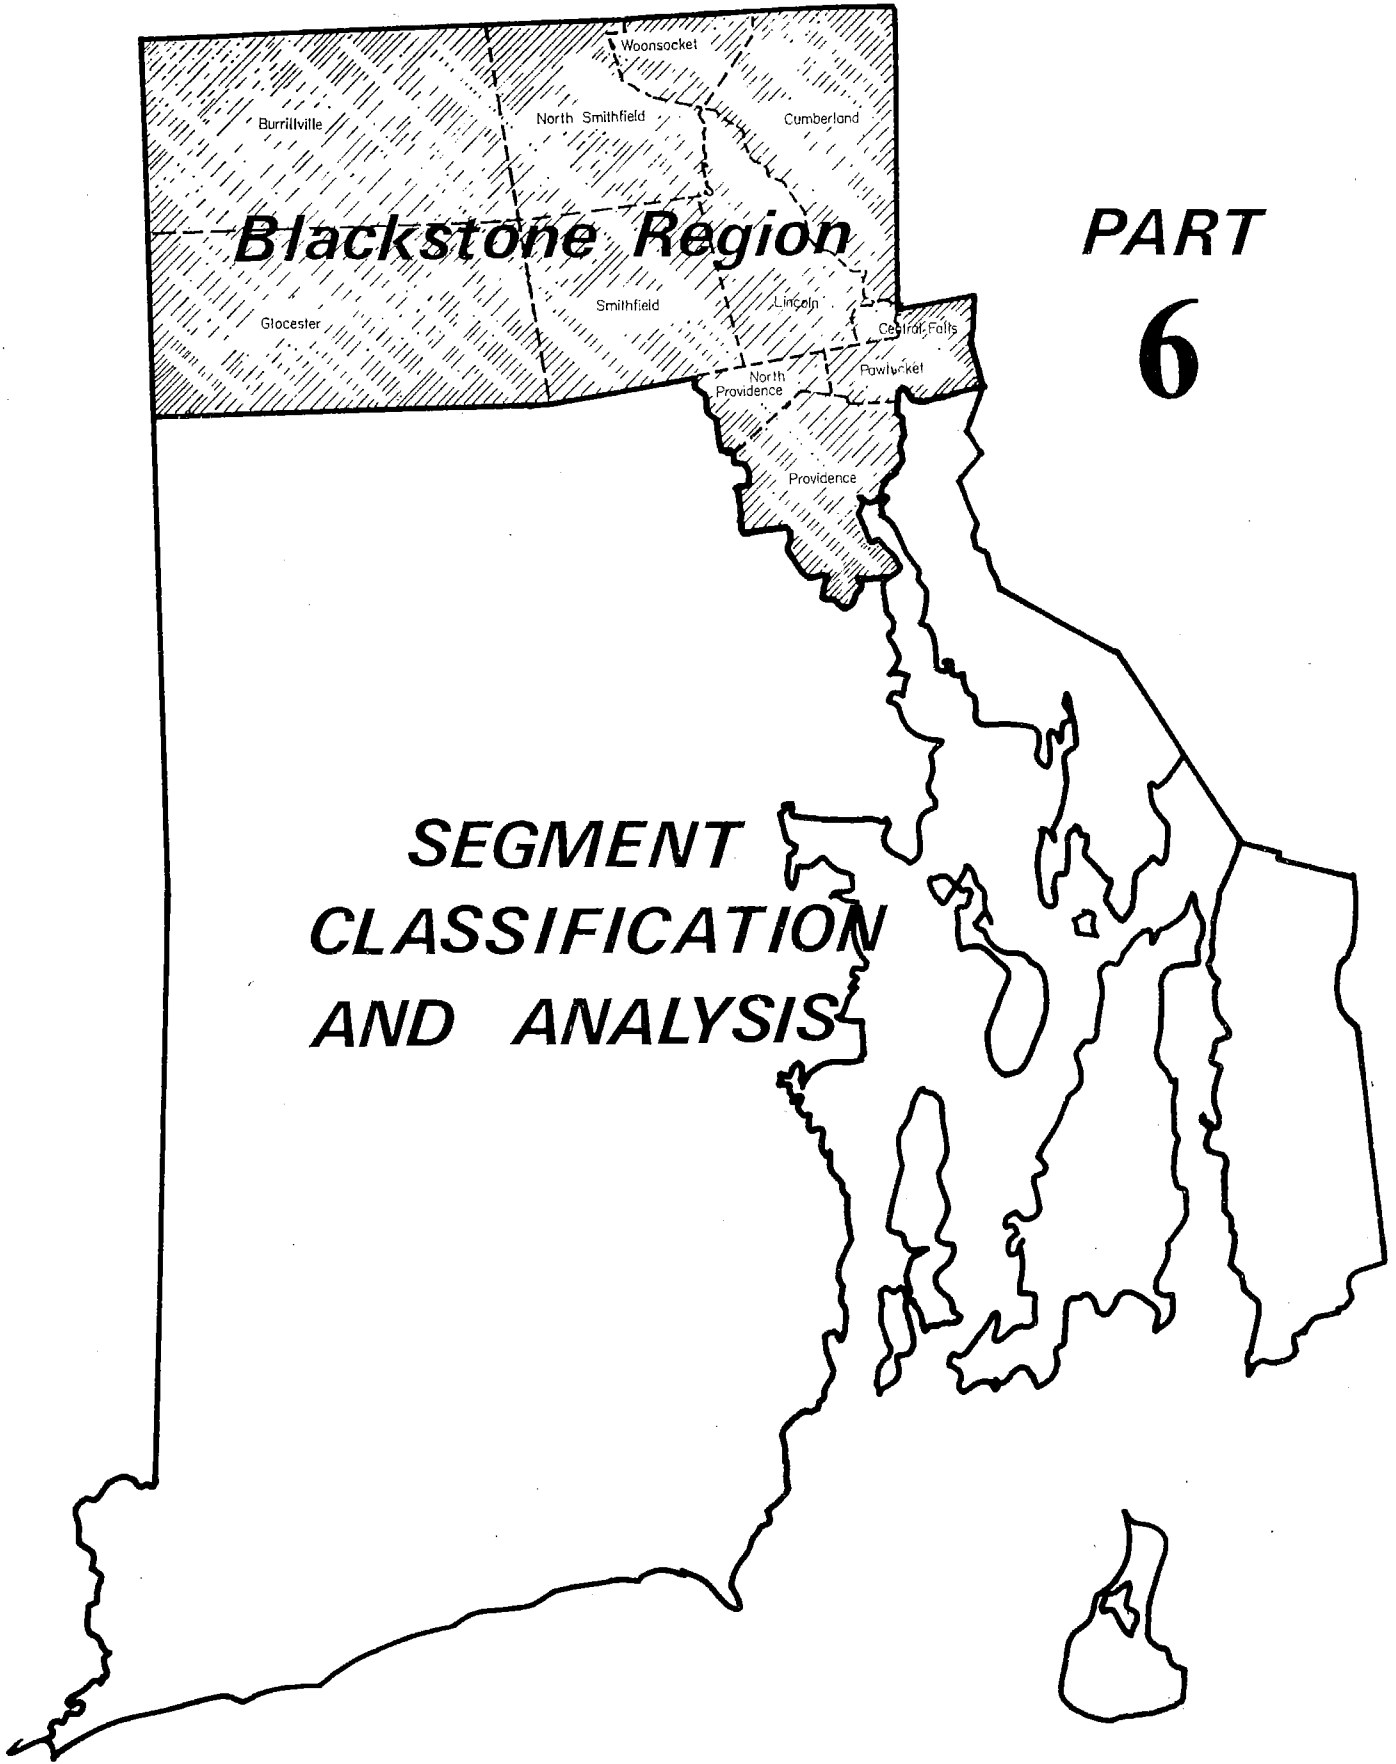 Woonsocket
Burrillville
North Smithfield
Cumberland
Blackstone Region
PART
6
Glocester
Smithfield
Lincoln
Central Falls
Pawtucket
North
Providence
Providence
SEGMENT
CLASSIFICATION
AND ANALYSIS